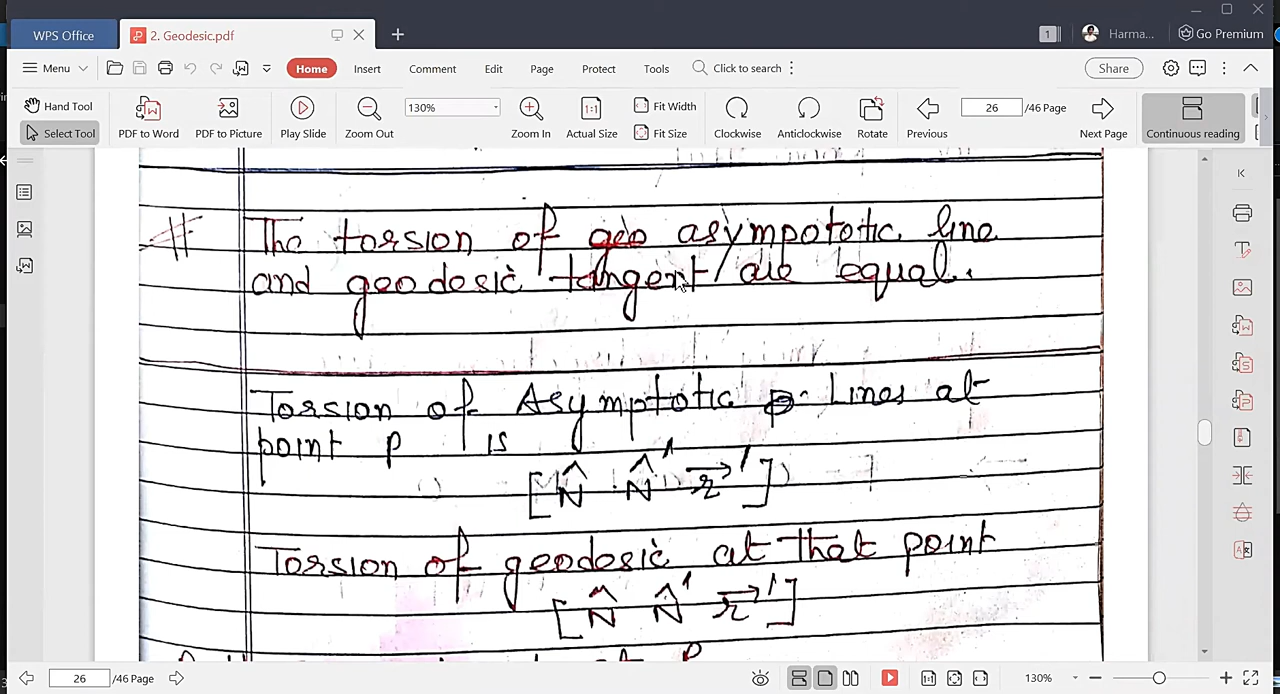 WPS Office
2. Geodesic.pdf
1
Harma...
Go Premium
Menu
Home
Insert
Comment
Edit
Page
Protect
Tools
Click to search
Share
Hand Tool
Select Tool
PDF to Word
PDF to Picture
Play Slide
Zoom Out
130%
Zoom In
Actual Size
Fit Width
Fit Size
Clockwise
Anticlockwise
Rotate
Previous
26
/46 Page
Next Page
Continuous reading
# The torsion of geo asympototic line
and geodesic tangent are equal.
Torsion of Asymptotic Lines at
point p is
[N̂ N̂' r⃗']
Torsion of geodosic at that point
[N̂ N̂' r⃗']
26
/46 Page
130%